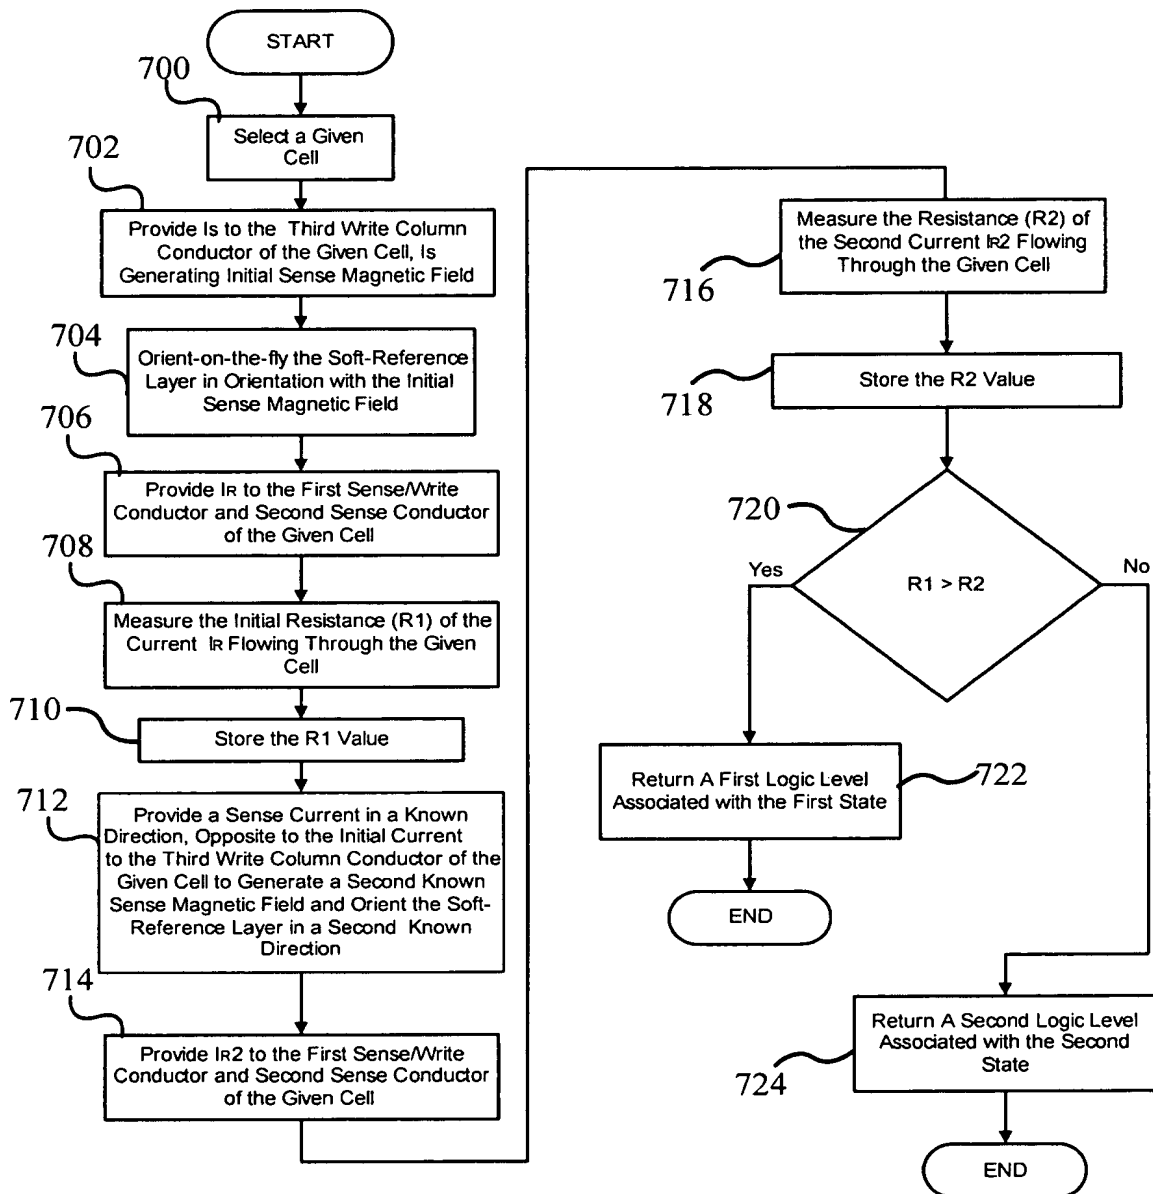 START
700
Select a Given
Cell
702
Provide Is to the Third Write Column
Conductor of the Given Cell, Is
Generating Initial Sense Magnetic Field
704
Orient-on-the-fly the Soft-Reference
Layer in Orientation with the Initial
Sense Magnetic Field
706
Provide IR to the First Sense/Write
Conductor and Second Sense Conductor
of the Given Cell
708
Measure the Initial Resistance (R1) of the
Current IR Flowing Through the Given
Cell
710
Store the R1 Value
712
Provide a Sense Current in a Known
Direction, Opposite to the Initial Current
to the Third Write Column Conductor of the
Given Cell to Generate a Second Known
Sense Magnetic Field and Orient the Soft-
Reference Layer in a Second Known
Direction
714
Provide IR2 to the First Sense/Write
Conductor and Second Sense Conductor
of the Given Cell
Measure the Resistance (R2) of
the Second Current IR2 Flowing
Through the Given Cell
716
Store the R2 Value
718
720
R1 > R2
Yes
No
Return A First Logic Level
Associated with the First State
722
END
Return A Second Logic Level
Associated with the Second
State
724
END